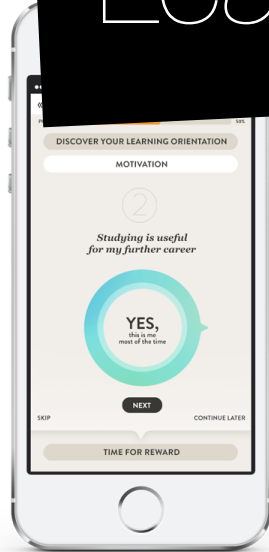 50%
DISCOVER YOUR LEARNING ORIENTATION
MOTIVATION
2
Studying is useful
for my further career
YES,
this is me
most of the time
NEXT
SKIP
CONTINUE LATER
TIME FOR REWARD